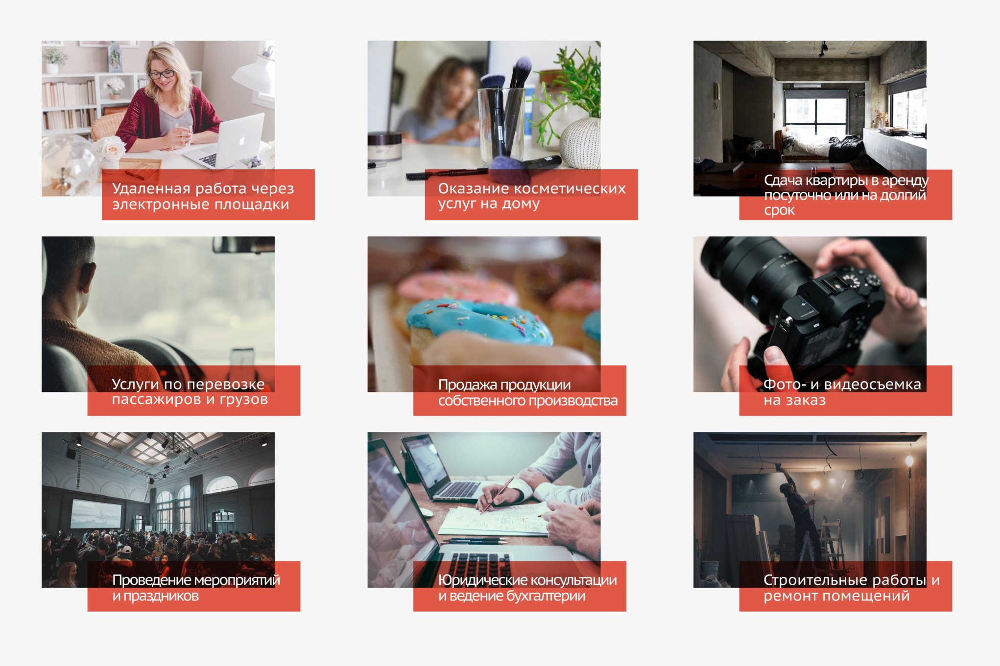 Удаленная работа через
электронные площадки
Оказание косметических
услуг на дому
Сдача квартиры в аренду
посуточно или на долгий
срок
Услуги по перевозке
пассажиров и грузов
Продажа продукции
собственного производства
Фото- и видеосъемка
на заказ
Проведение мероприятий
и праздников
Юридические консультации
и ведение бухгалтерии
Строительные работы и
ремонт помещений
MENU